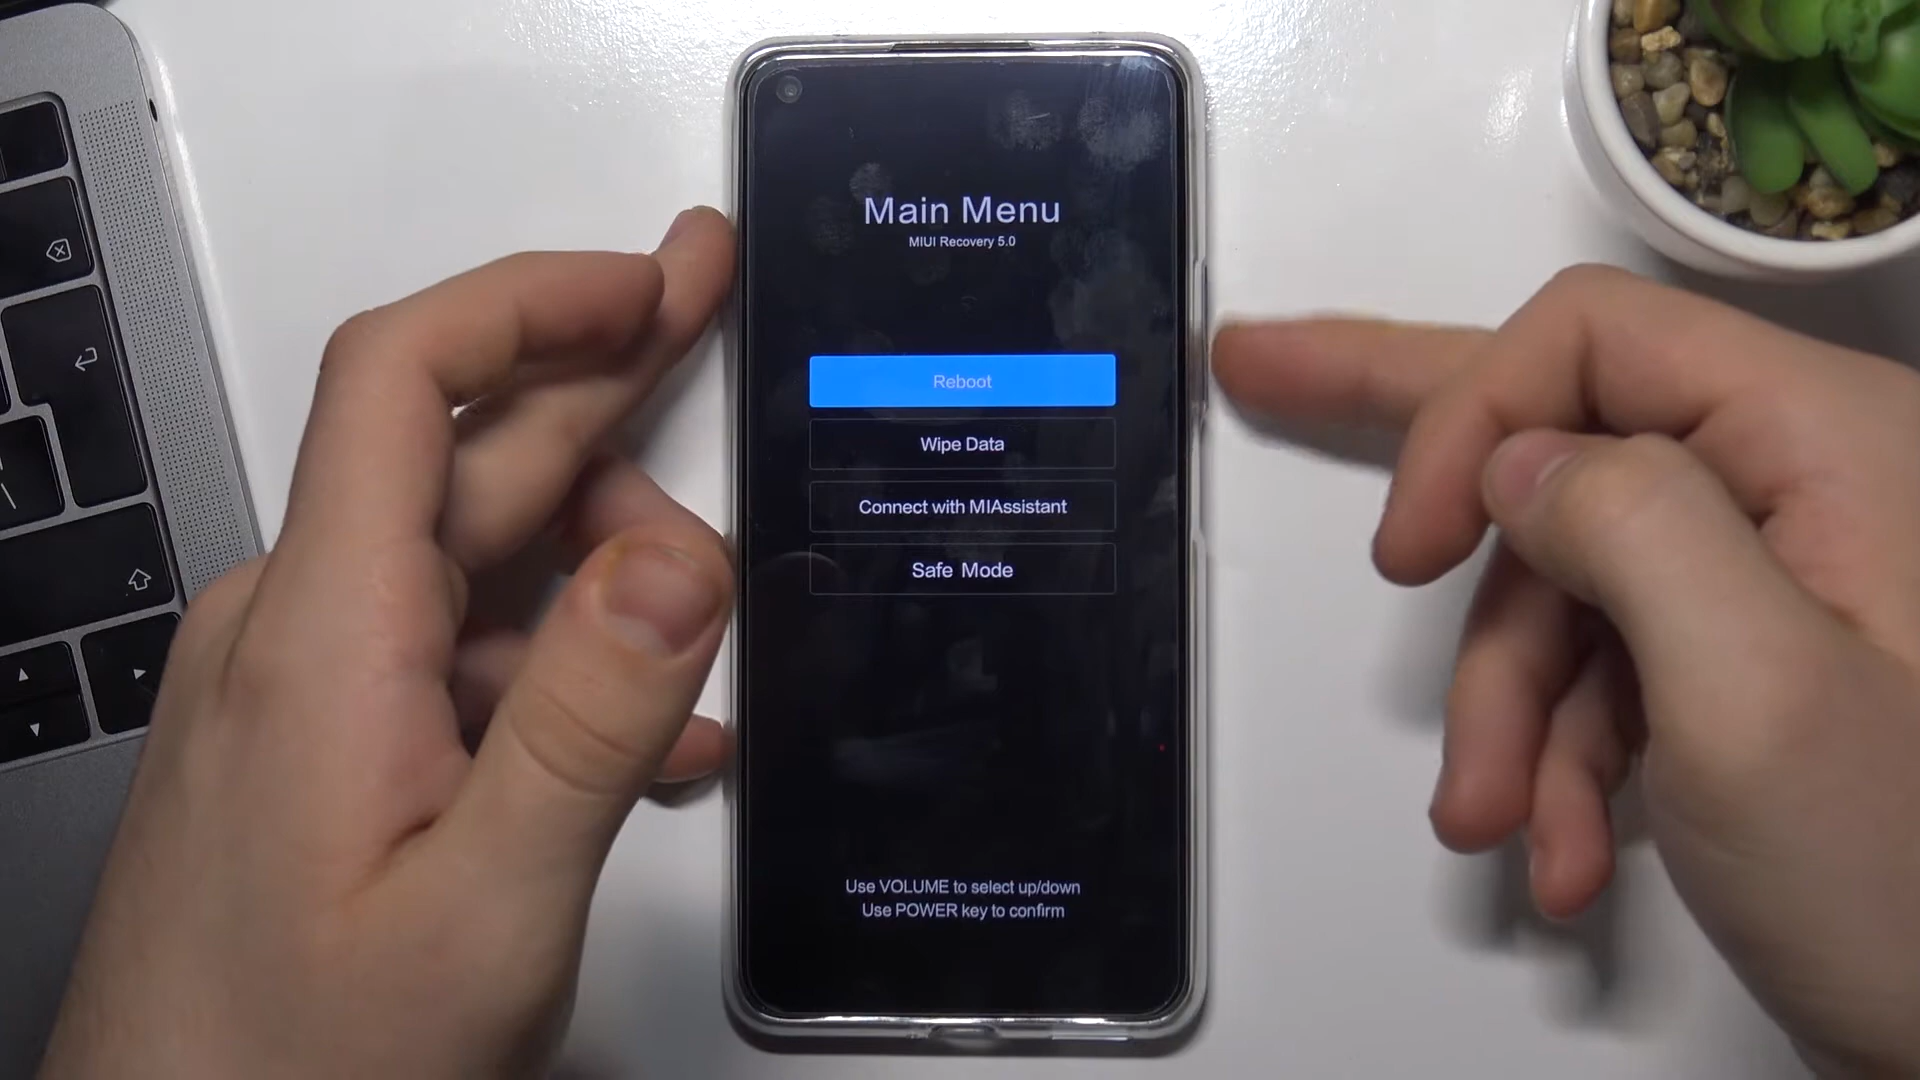 Main Menu
MIUI Recovery 5.0
Reboot
Wipe Data
Connect with MIAssistant
Safe Mode
Use VOLUME to select up/down
Use POWER key to confirm